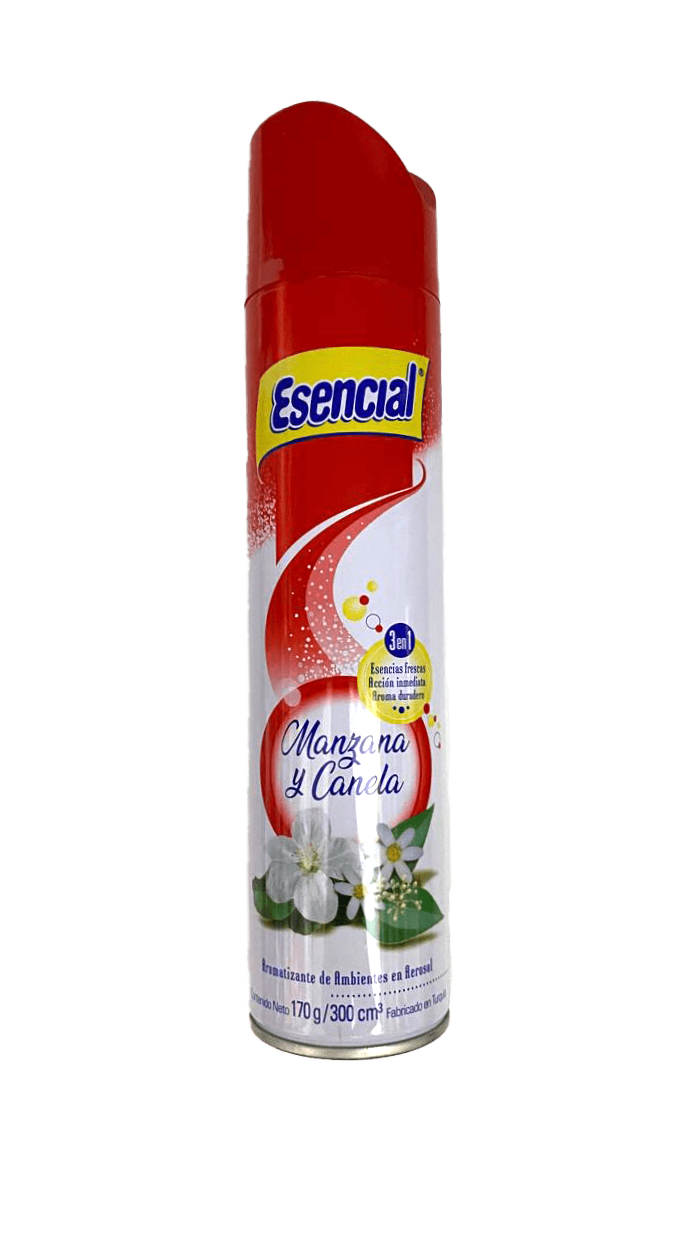 Esencial®
3 en 1
Esencias frescas
Acción inmediata
Aroma duradero
Manzana
y Canela
Aromatizante de Ambientes en Aerosol
Contenido Neto 170 g/300 cm³ Fabricado en Turquía